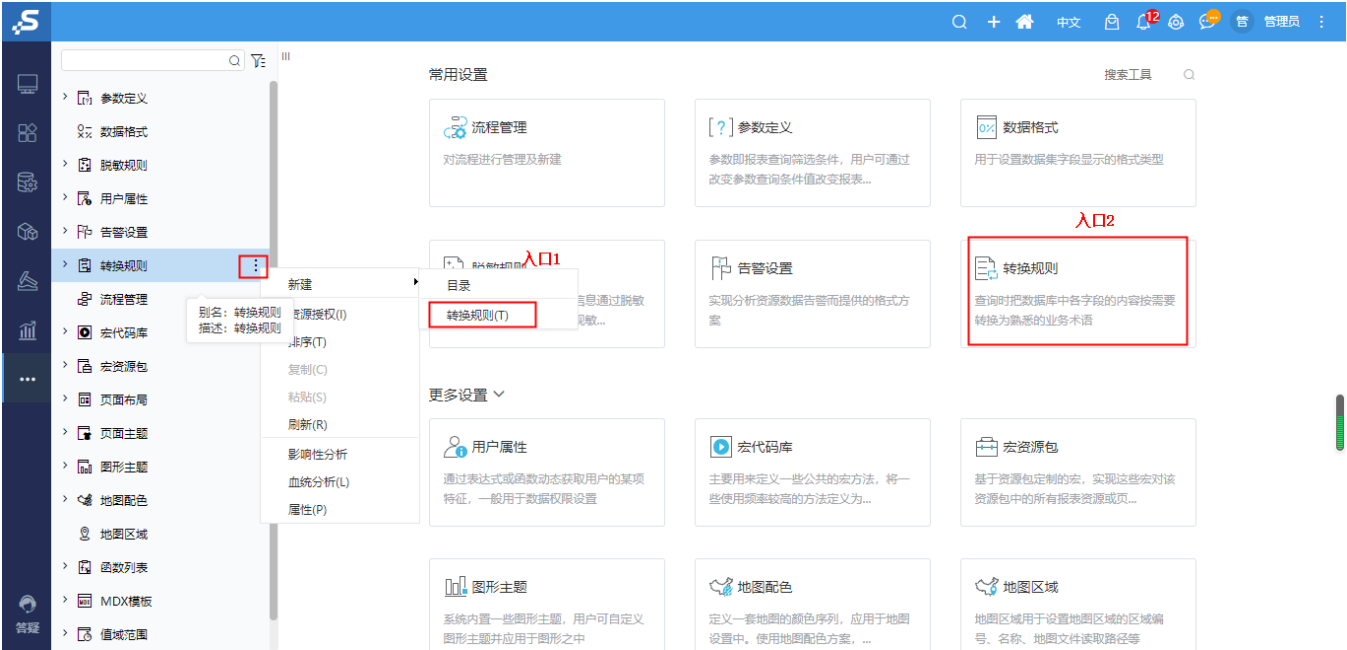 12
中文
管
管理员
参数定义
数据格式
脱敏规则
用户属性
告警设置
转换规则
流程管理
宏代码库
宏资源包
页面布局
页面主题
图形主题
地图配色
地图区域
函数列表
MDX模板
值域范围
答疑
别名：转换规则
描述：转换规则
新建
资源授权(I)
排序(T)
复制(C)
粘贴(S)
刷新(R)
影响性分析
血统分析(L)
属性(P)
目录
转换规则(T)
入口1
入口2
常用设置
搜索工具
流程管理
对流程进行管理及新建
参数定义
参数即报表查询筛选条件，用户可通过
改变参数查询条件值改变报表...
数据格式
用于设置数据集字段显示的格式类型
脱敏规则
信息通过脱敏
见敏...
告警设置
实现分析资源数据告警而提供的格式方
案
转换规则
查询时把数据库中各字段的内容按需要
转换为熟悉的业务术语
更多设置
用户属性
通过表达式或函数动态获取用户的某项
特征，一般用于数据权限设置
宏代码库
主要用来定义一些公共的宏方法，将一
些使用频率较高的方法定义为...
宏资源包
基于资源包定制的宏，实现这些宏对该
资源包中的所有报表资源或页...
图形主题
系统内置一些图形主题，用户可自定义
图形主题并应用于图形之中
地图配色
定义一套地图的颜色序列，应用于地图
设置中。使用地图配色方案，...
地图区域
地图区域用于设置地图区域的区域编
号、名称、地图文件读取路径等